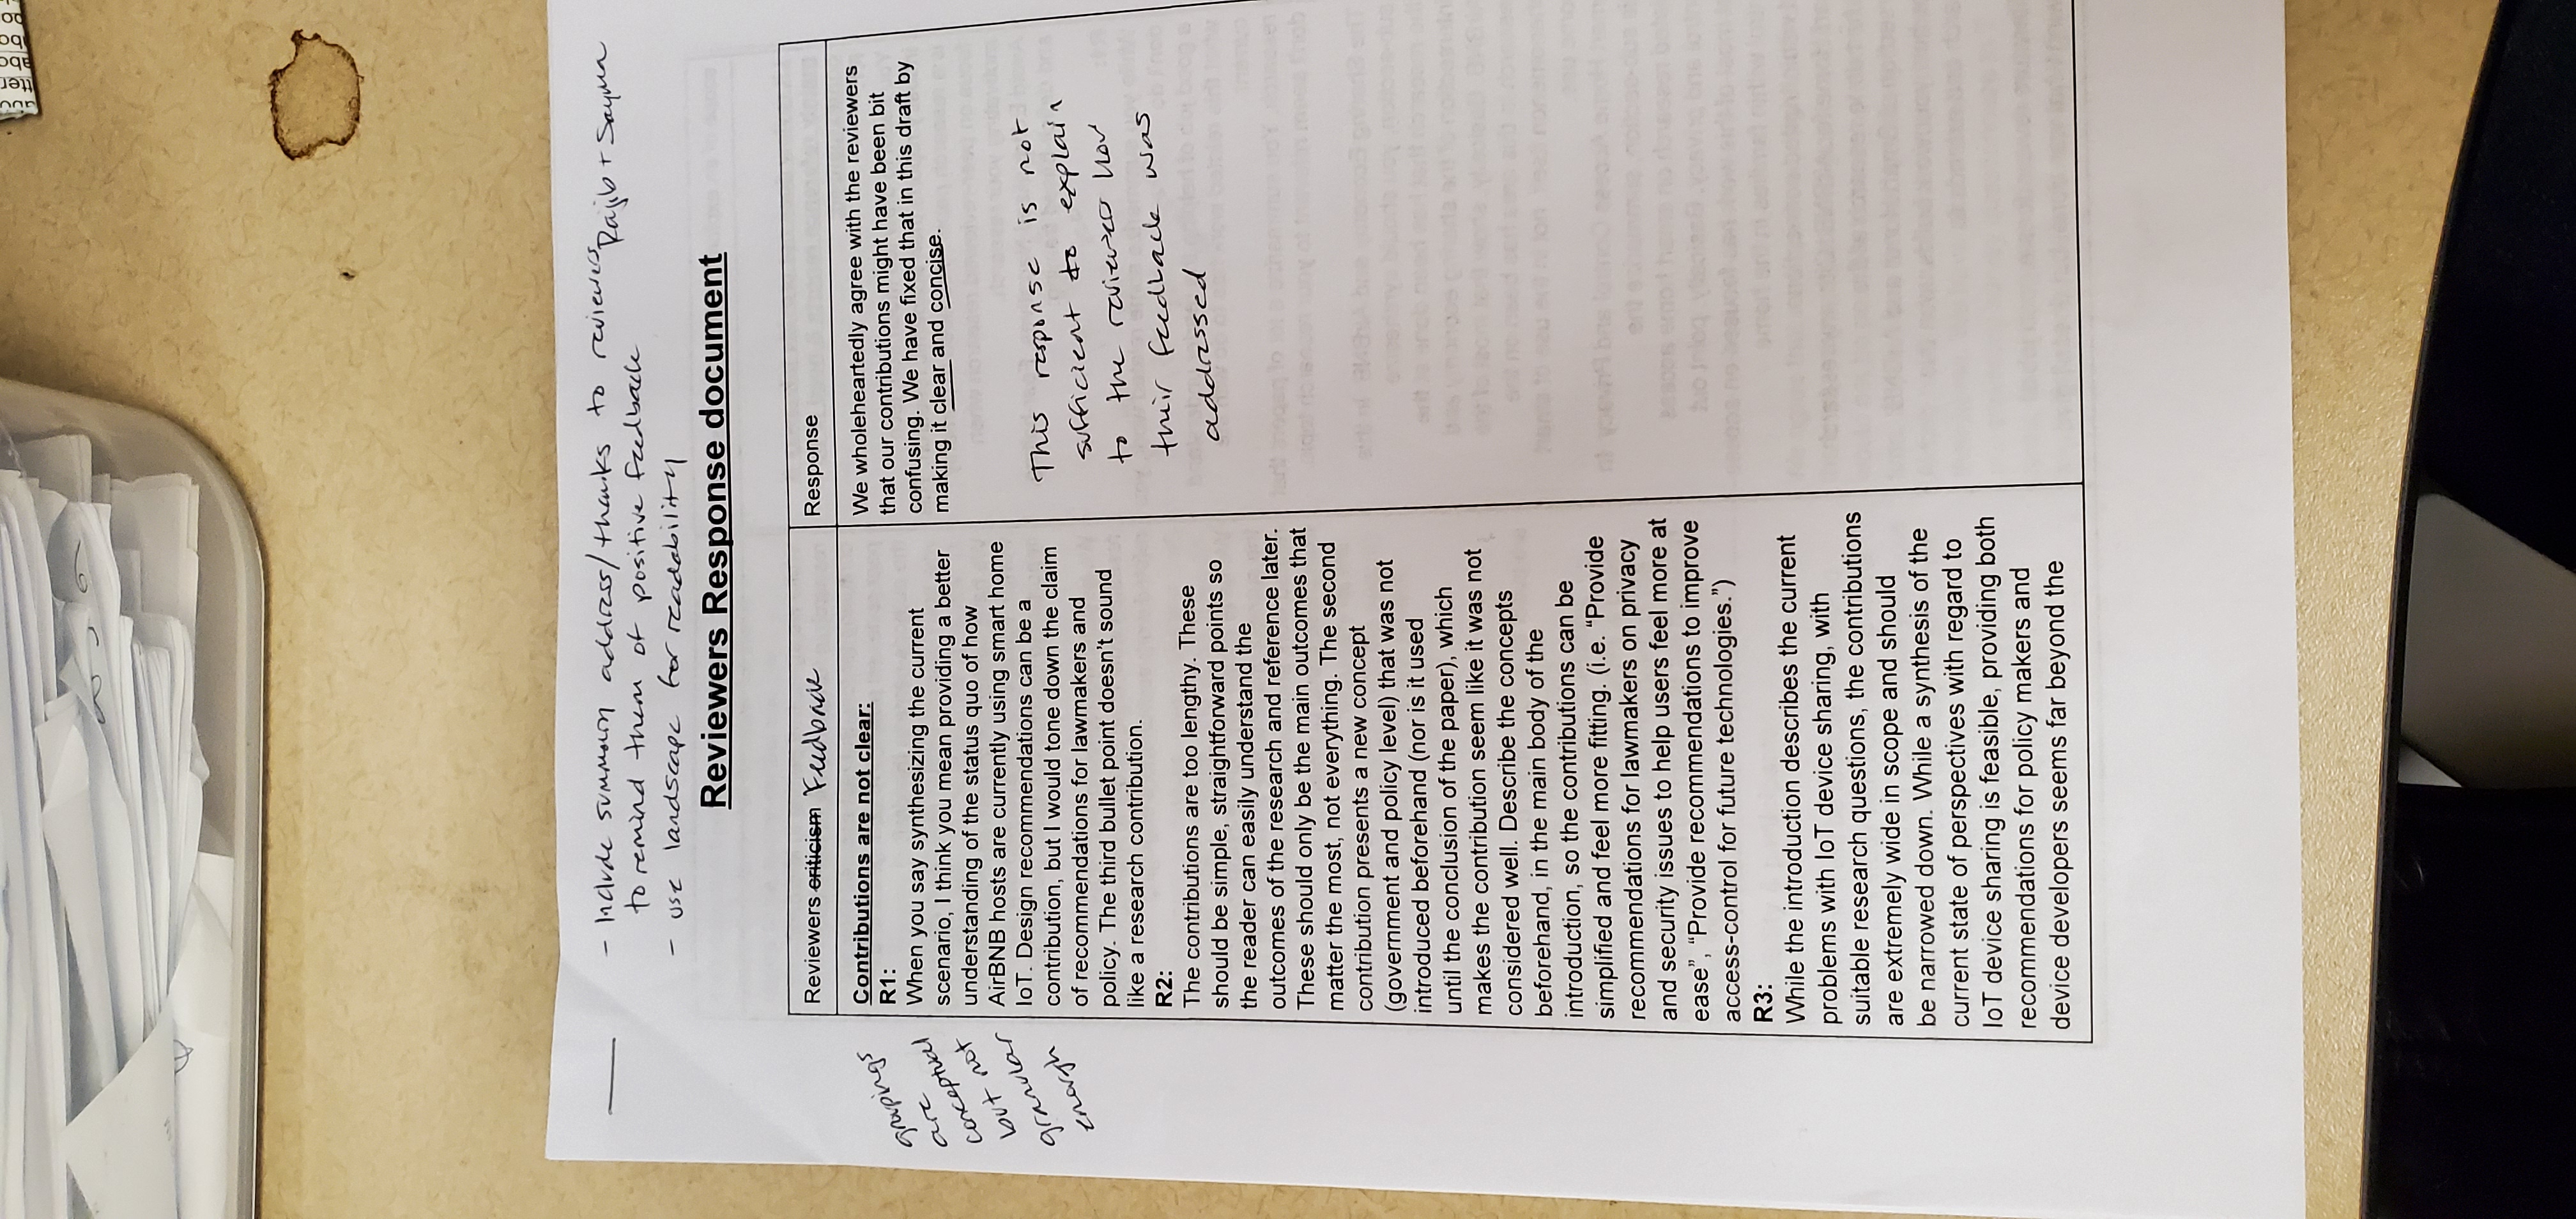 - Include summary address/thanks to reviewers
to remind them of positive feedback
- use landscape for readability
Rajib + Sayma
Reviewers Response document
Reviewers criticism Feedback
Response
groupings
are
conceptual
but not
granular
enough
Contributions are not clear:
R1:
When you say synthesizing the current
scenario, I think you mean providing a better
understanding of the status quo of how
AirBNB hosts are currently using smart home
IoT. Design recommendations can be a
contribution, but I would tone down the claim
of recommendations for lawmakers and
policy. The third bullet point doesn't sound
like a research contribution.
R2:
The contributions are too lengthy. These
should be simple, straightforward points so
the reader can easily understand the
outcomes of the research and reference later.
These should only be the main outcomes that
matter the most, not everything. The second
contribution presents a new concept
(government and policy level) that was not
introduced beforehand (nor is it used
until the conclusion of the paper), which
makes the contribution seem like it was not
considered well. Describe the concepts
beforehand, in the main body of the
introduction, so the contributions can be
simplified and feel more fitting. (i.e. “Provide
recommendations for lawmakers on privacy
and security issues to help users feel more at
ease”, “Provide recommendations to improve
access-control for future technologies.”)
R3:
While the introduction describes the current
problems with IoT device sharing, with
suitable research questions, the contributions
are extremely wide in scope and should
be narrowed down. While a synthesis of the
current state of perspectives with regard to
IoT device sharing is feasible, providing both
recommendations for policy makers and
device developers seems far beyond the
We wholeheartedly agree with the reviewers
that our contributions might have been bit
confusing. We have fixed that in this draft by
making it clear and concise.
This response is not
sufficient to explain
to the reviewers how
their feedback was
addressed